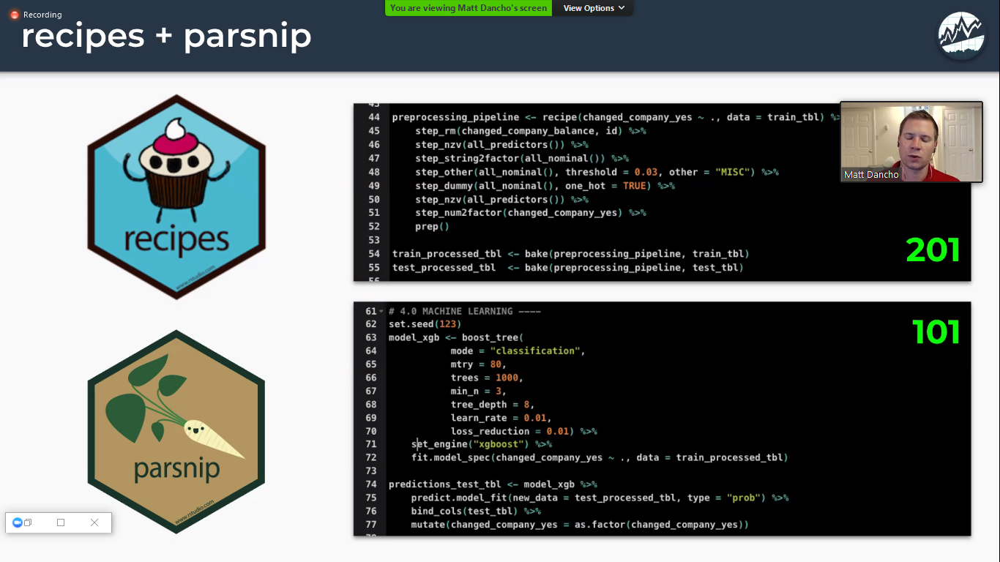 Recording
You are viewing Matt Dancho's screen View Options
recipes + parsnip
recipes
www.rstudio.com
44 preprocessing_pipeline <- recipe(changed_company_yes ~ ., data = train_tbl) %>
45 step_rm(changed_company_balance, id) %>%
46 step_nzv(all_predictors()) %>%
47 step_string2factor(all_nominal()) %>%
48 step_other(all_nominal(), threshold = 0.03, other = "MISC") %>%
49 step_dummy(all_nominal(), one_hot = TRUE) %>%
50 step_nzv(all_predictors()) %>%
51 step_num2factor(changed_company_yes) %>%
52 prep()
53
54 train_processed_tbl <- bake(preprocessing_pipeline, train_tbl)
55 test_processed_tbl <- bake(preprocessing_pipeline, test_tbl)
201
Matt Dancho
parsnip
www.rstudio.com
61 # 4.0 MACHINE LEARNING ----
62 set.seed(123)
63 model_xgb <- boost_tree(
64 mode = "classification",
65 mtry = 80,
66 trees = 1000,
67 min_n = 3,
68 tree_depth = 8,
69 learn_rate = 0.01,
70 loss_reduction = 0.01) %>%
71 set_engine("xgboost") %>%
72 fit.model_spec(changed_company_yes ~ ., data = train_processed_tbl)
73
74 predictions_test_tbl <- model_xgb %>%
75 predict.model_fit(new_data = test_processed_tbl, type = "prob") %>%
76 bind_cols(test_tbl) %>%
77 mutate(changed_company_yes = as.factor(changed_company_yes))
101